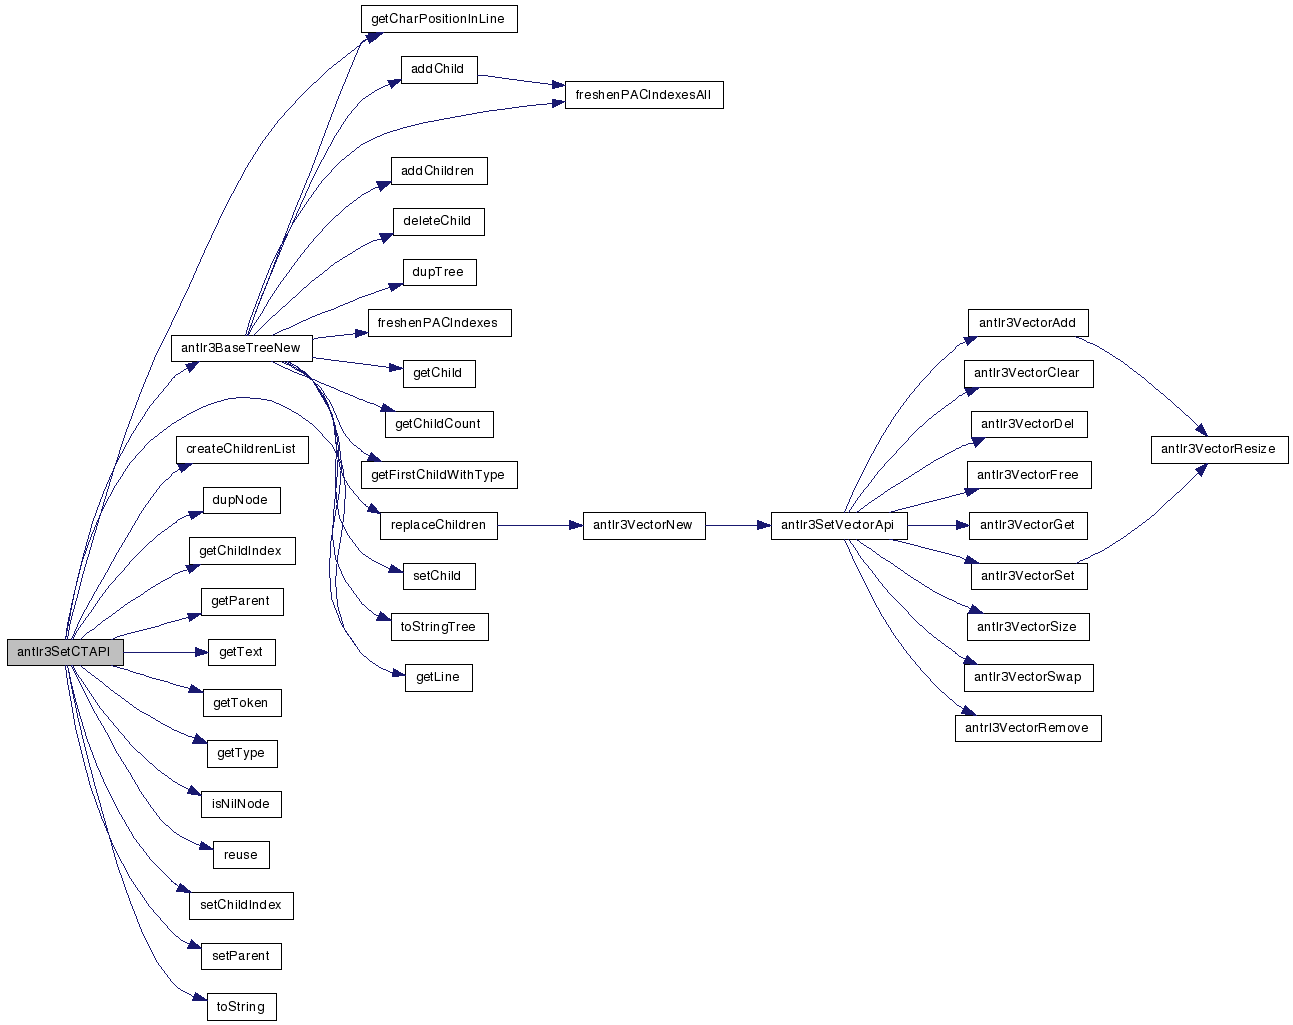 getCharPositionInLine
addChild
freshenPACIndexesAll
addChildren
deleteChild
dupTree
freshenPACIndexes
antlr3BaseTreeNew
getChild
getChildCount
createChildrenList
getFirstChildWithType
dupNode
replaceChildren
getChildIndex
setChild
getParent
toStringTree
antlr3SetCTAPI
getText
getLine
getToken
getType
isNilNode
reuse
setChildIndex
setParent
toString
antlr3VectorNew
antlr3SetVectorApi
antlr3VectorAdd
antlr3VectorClear
antlr3VectorDel
antlr3VectorFree
antlr3VectorGet
antlr3VectorSet
antlr3VectorSize
antlr3VectorSwap
antrl3VectorRemove
antlr3VectorResize